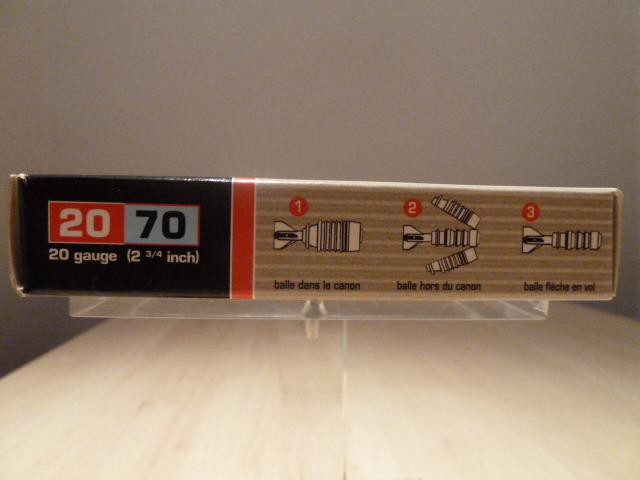 20 70
20 gauge (2 3/4 inch)
1
balle dans le canon
2
balle hors du canon
3
balle flèche en vol